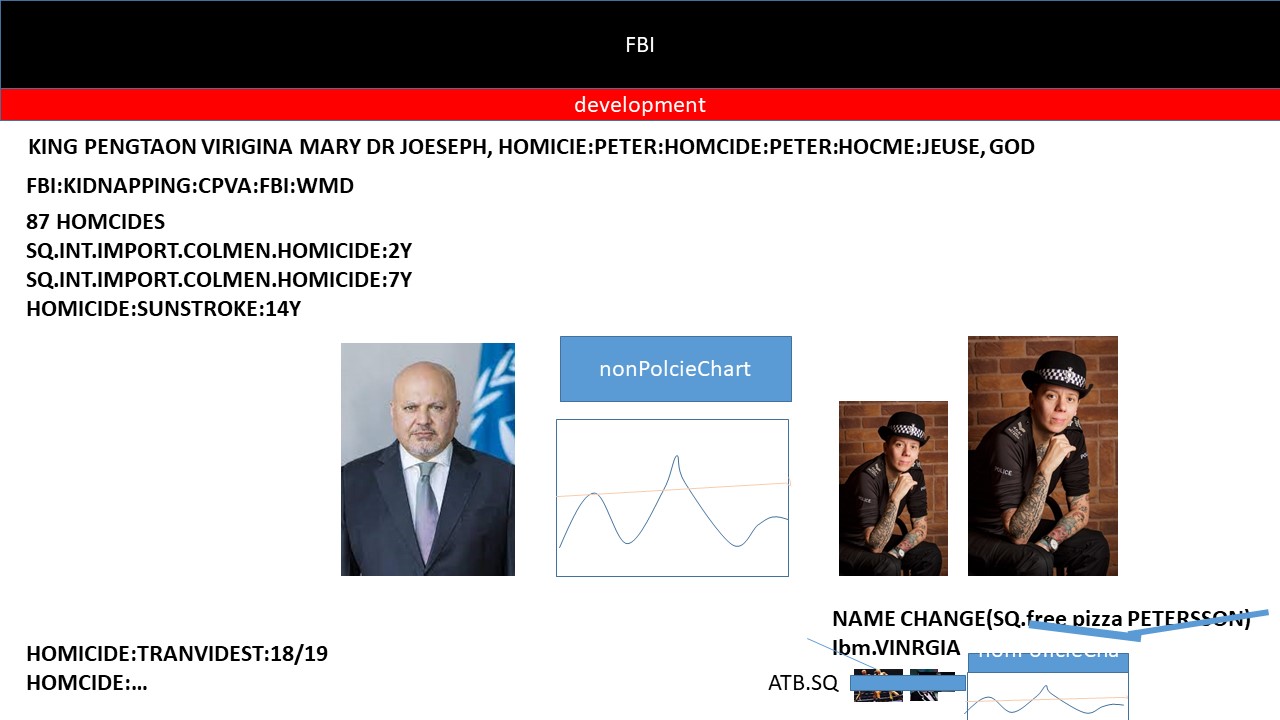 FBI
development
KING PENGTAON VIRIGINA MARY DR JOESEPH, HOMICIE:PETER:HOMCIDE:PETER:HOCME:JEUSE, GOD
FBI:KIDNAPPING:CPVA:FBI:WMD
87 HOMCIDES
SQ.INT.IMPORT.COLMEN.HOMICIDE:2Y
SQ.INT.IMPORT.COLMEN.HOMICIDE:7Y
HOMICIDE:SUNSTROKE:14Y
nonPolcieChart
POLICE
POLICE
NAME CHANGE(SQ.free pizza PETERSSON)
Ibm.VINRGIA
HOMICIDE:TRANVIDEST:18/19
HOMCIDE:...
ATB.SQ